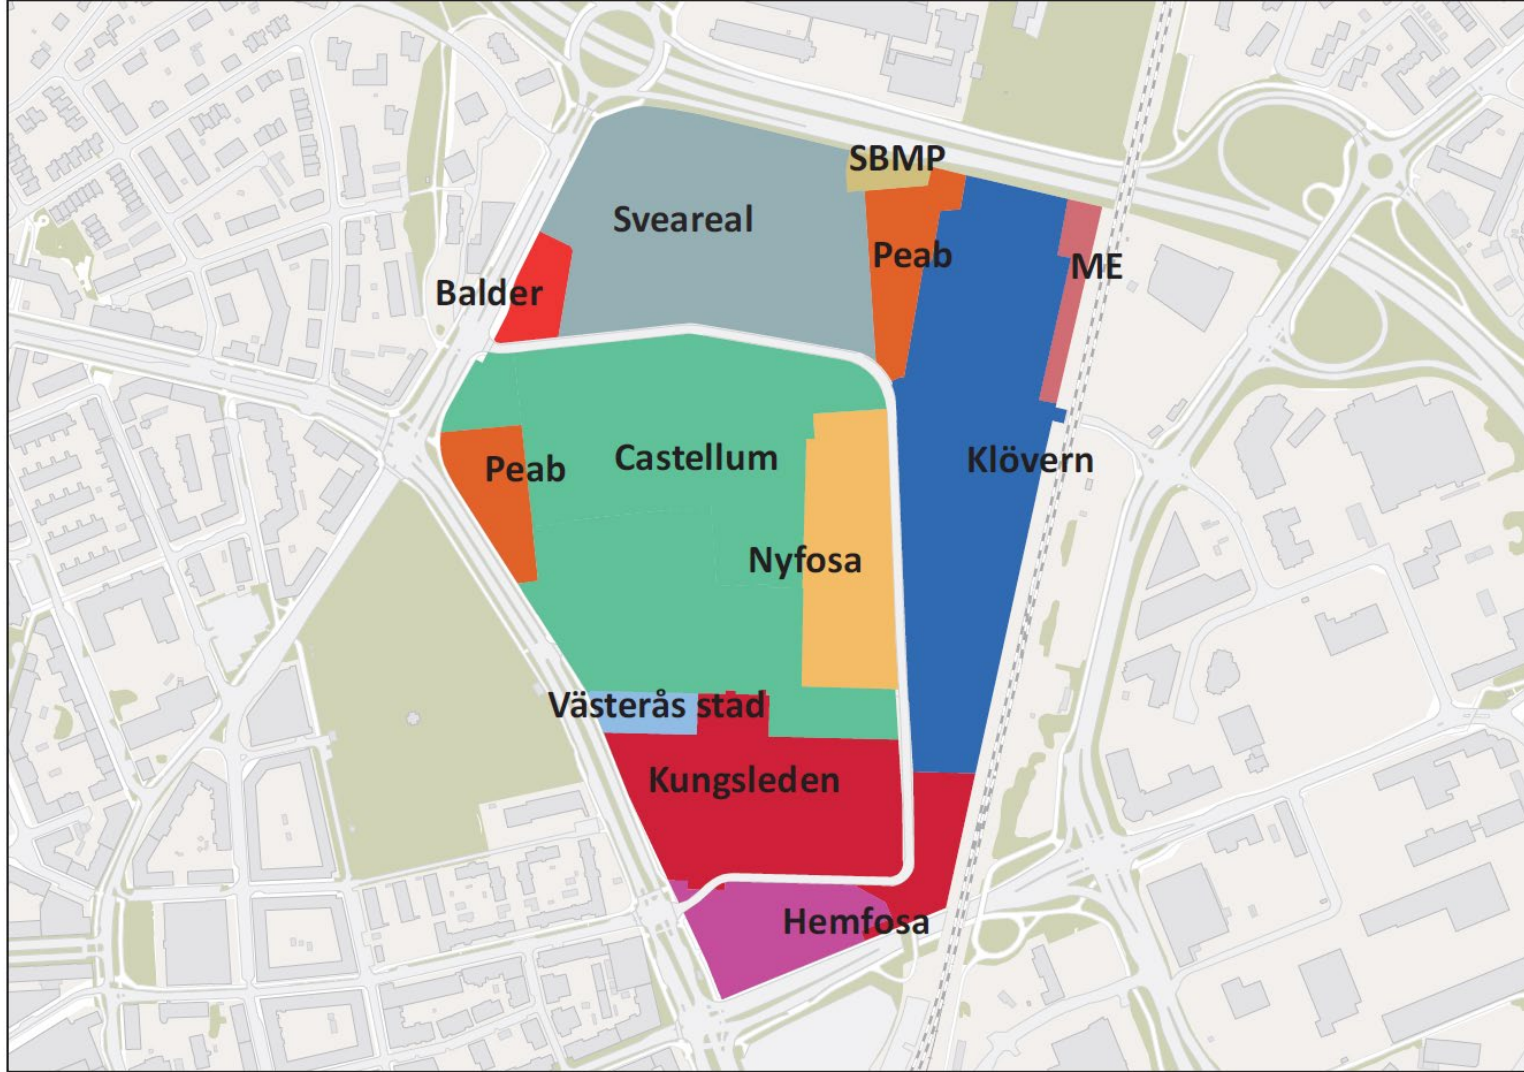 SBMP
Sveareal
Peab
ME
Balder
Peab
Castellum
Klövern
Nyfosa
Västerås stad
Kungsleden
Hemfosa